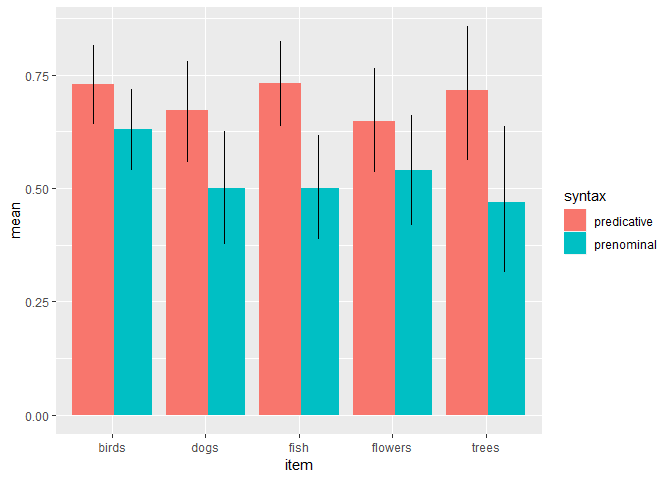 mean
0.75
0.50
0.25
0.00
birds dogs fish flowers trees
item
syntax
predicative
prenominal